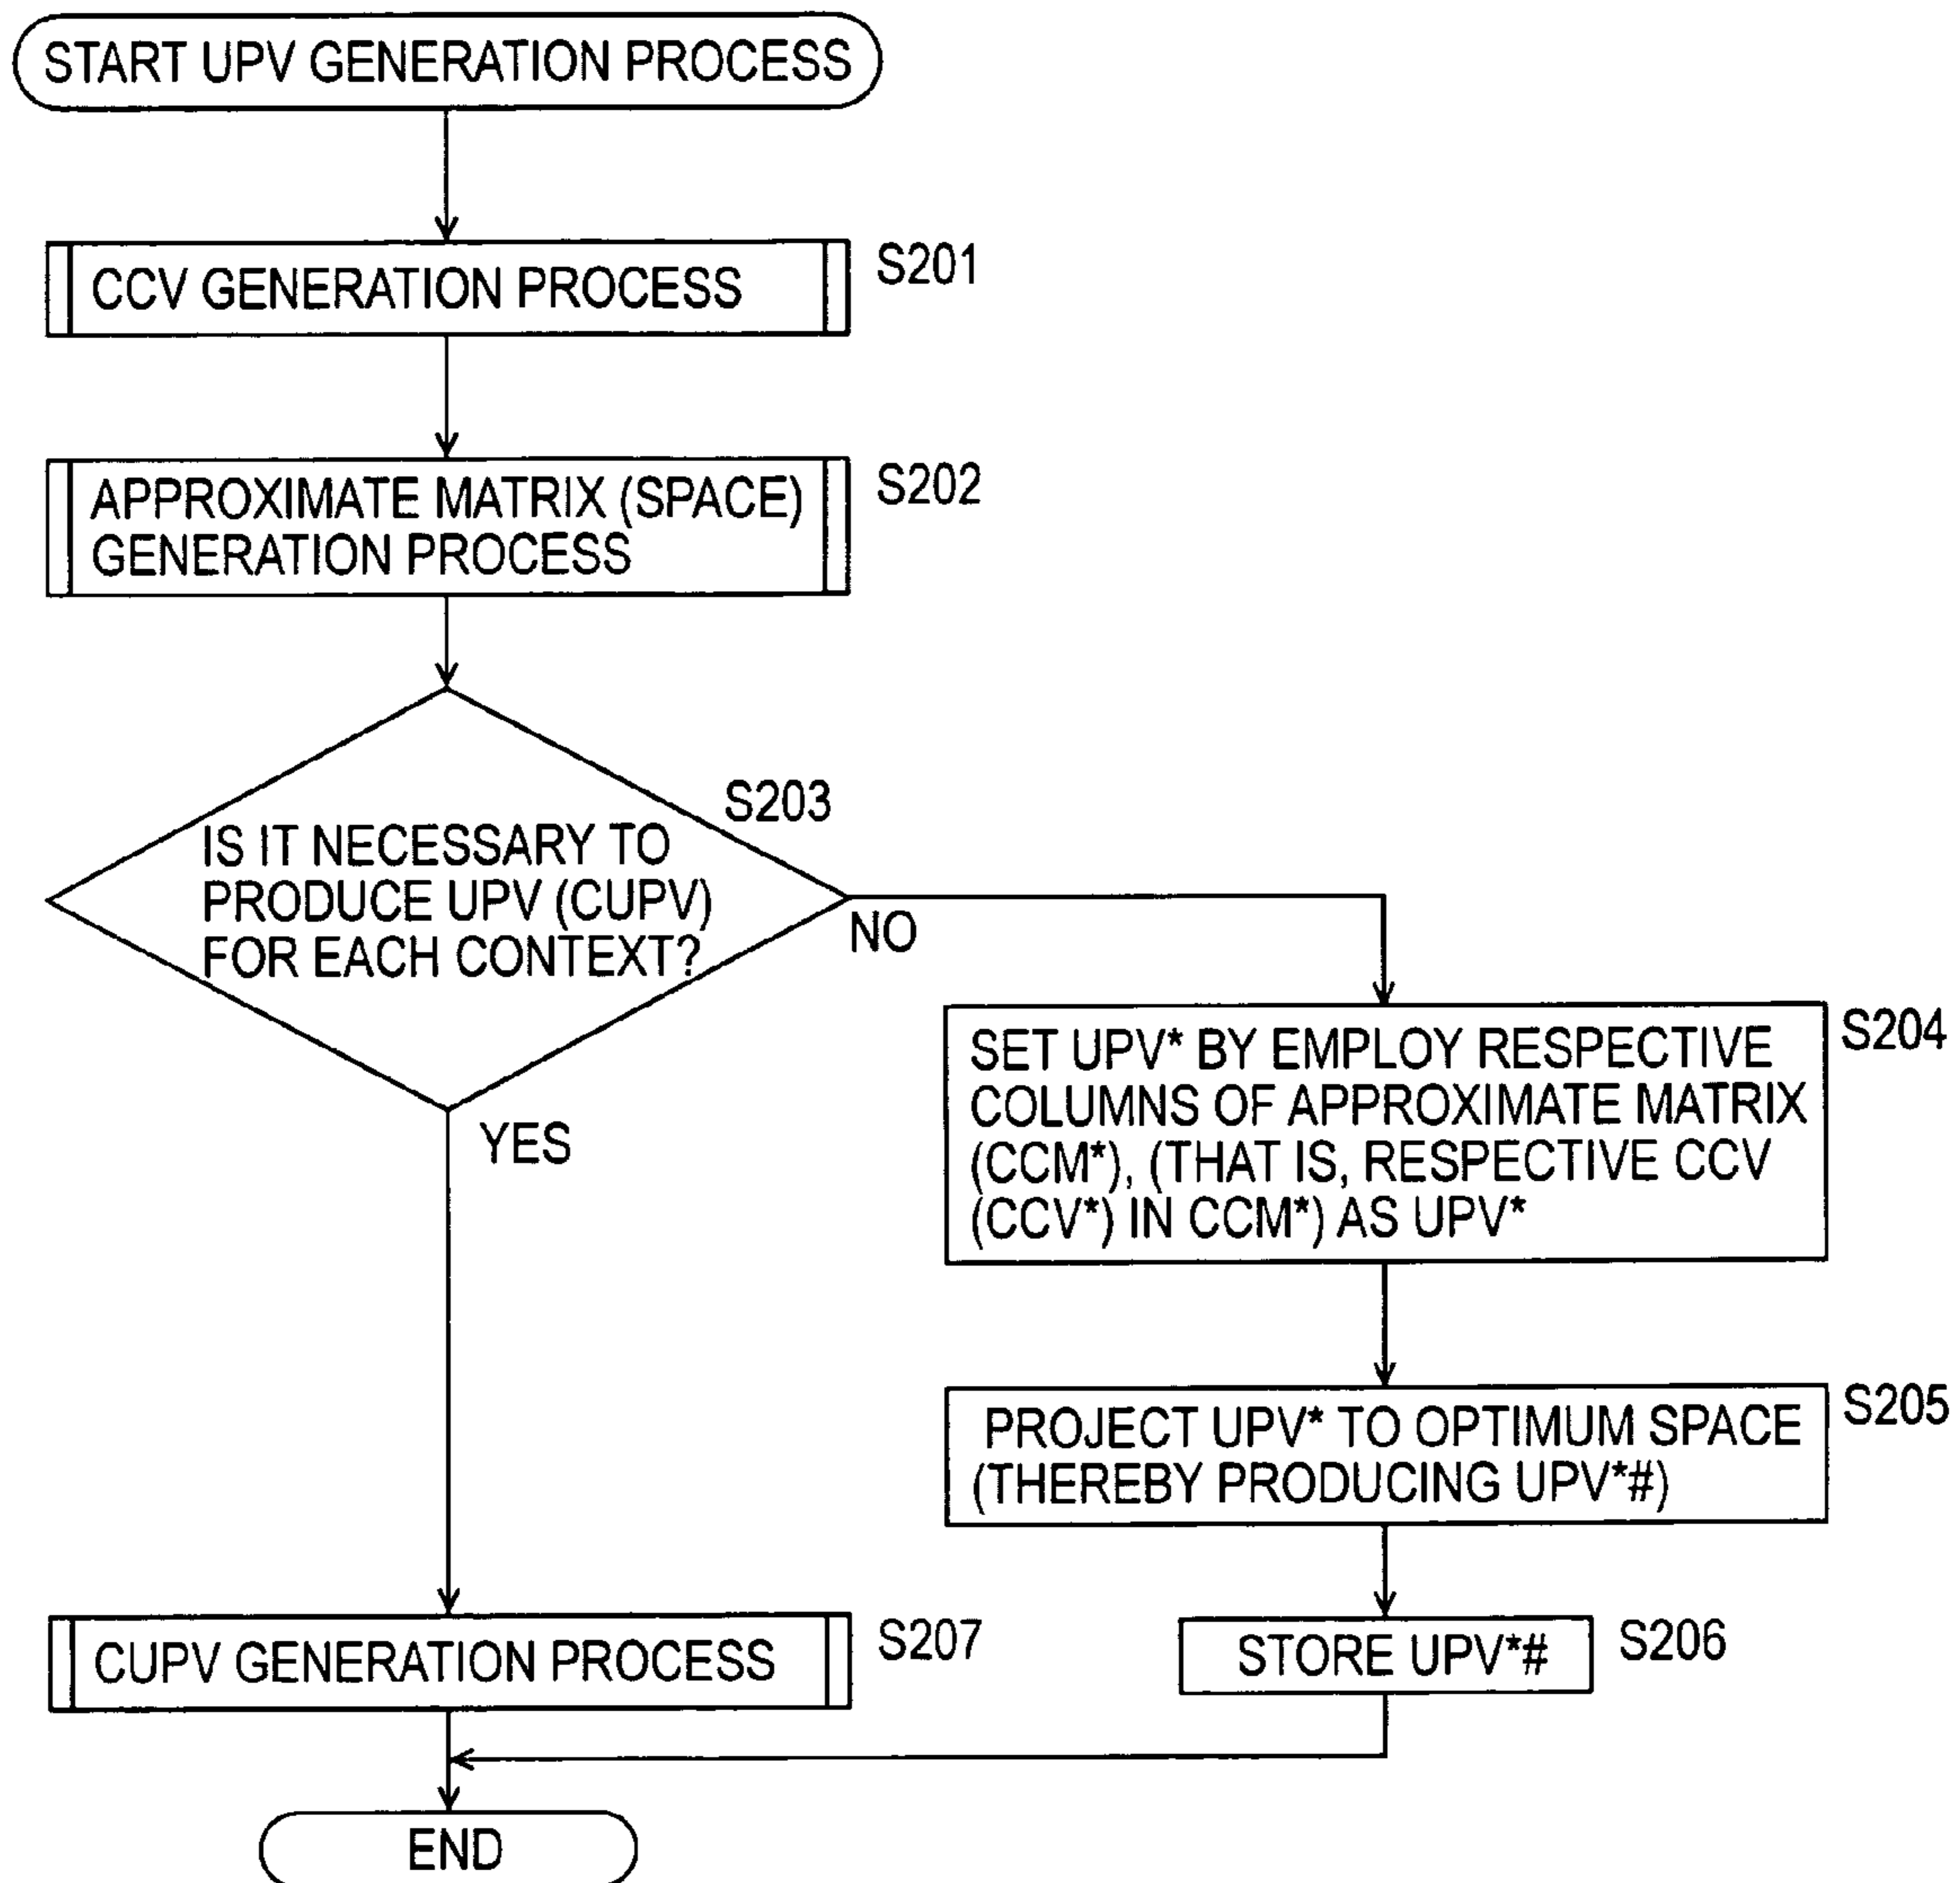 START UPV GENERATION PROCESS
CCV GENERATION PROCESS
S201
APPROXIMATE MATRIX (SPACE)
GENERATION PROCESS
S202
S203
IS IT NECESSARY TO
PRODUCE UPV (CUPV)
FOR EACH CONTEXT?
NO
YES
SET UPV* BY EMPLOY RESPECTIVE
COLUMNS OF APPROXIMATE MATRIX
(CCM*), (THAT IS, RESPECTIVE CCV
(CCV*) IN CCM*) AS UPV*
S204
PROJECT UPV* TO OPTIMUM SPACE
(THEREBY PRODUCING UPV*#)
S205
STORE UPV*#
S206
CUPV GENERATION PROCESS
S207
END